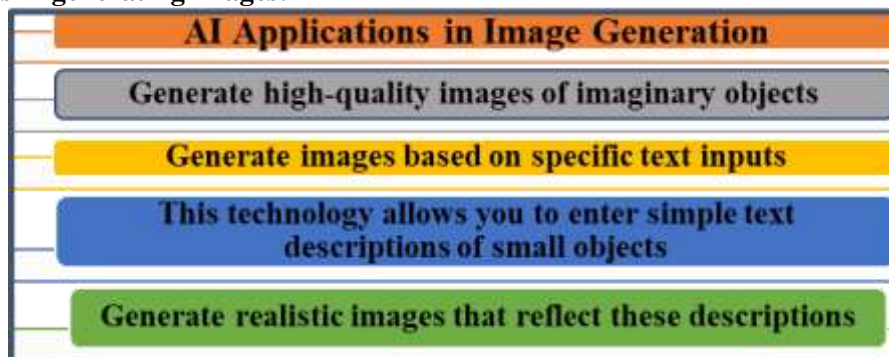 AI Applications in Image Generation
Generate high-quality images of imaginary objects
Generate images based on specific text inputs
This technology allows you to enter simple text
descriptions of small objects
Generate realistic images that reflect these descriptions